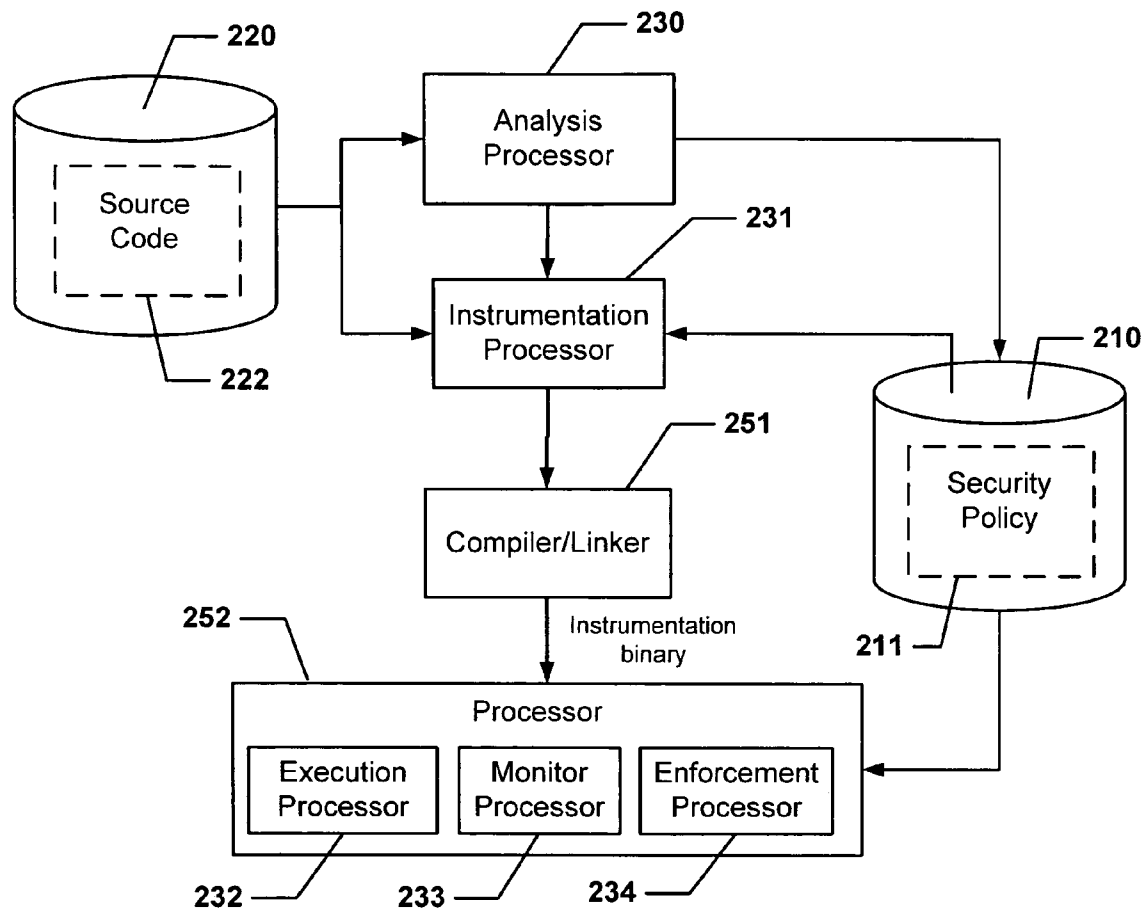 220
230
Analysis
Processor
Source
Code
231
Instrumentation
Processor
222
210
251
Security
Policy
Compiler/Linker
252
Instrumentation
binary
211
Processor
Execution
Processor
Monitor
Processor
Enforcement
Processor
232
233
234